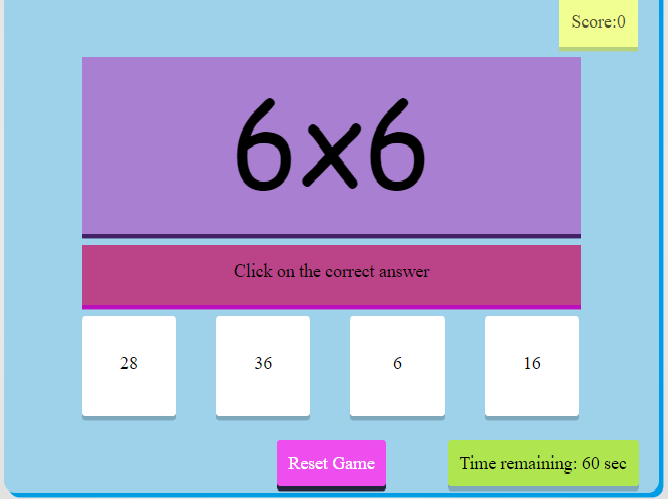 Score:0
6x6
Click on the correct answer
28 36 6 16
Reset Game
Time remaining: 60 sec